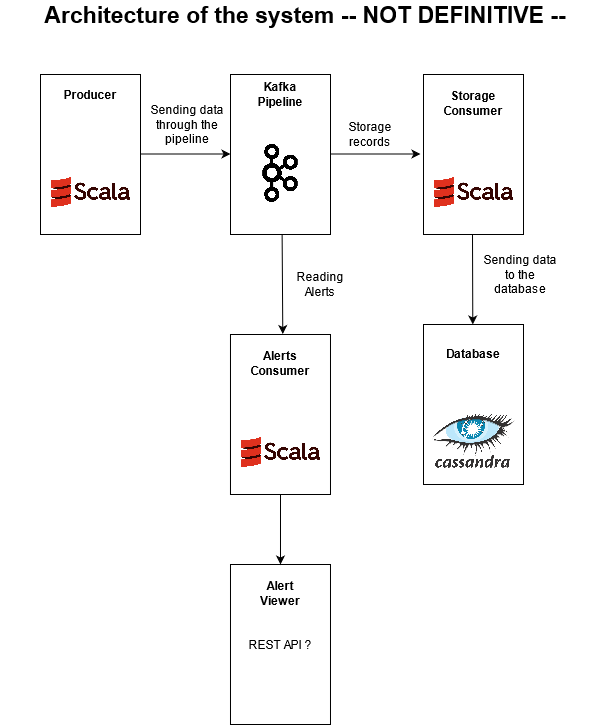 Architecture of the system -- NOT DEFINITIVE --
Producer
Scala
Sending data
through the
pipeline
Kafka
Pipeline
Storage
records
Storage
Consumer
Scala
Reading
Alerts
Sending data
to the
database
Alerts
Consumer
Scala
Database
cassandra
Alert
Viewer
REST API ?